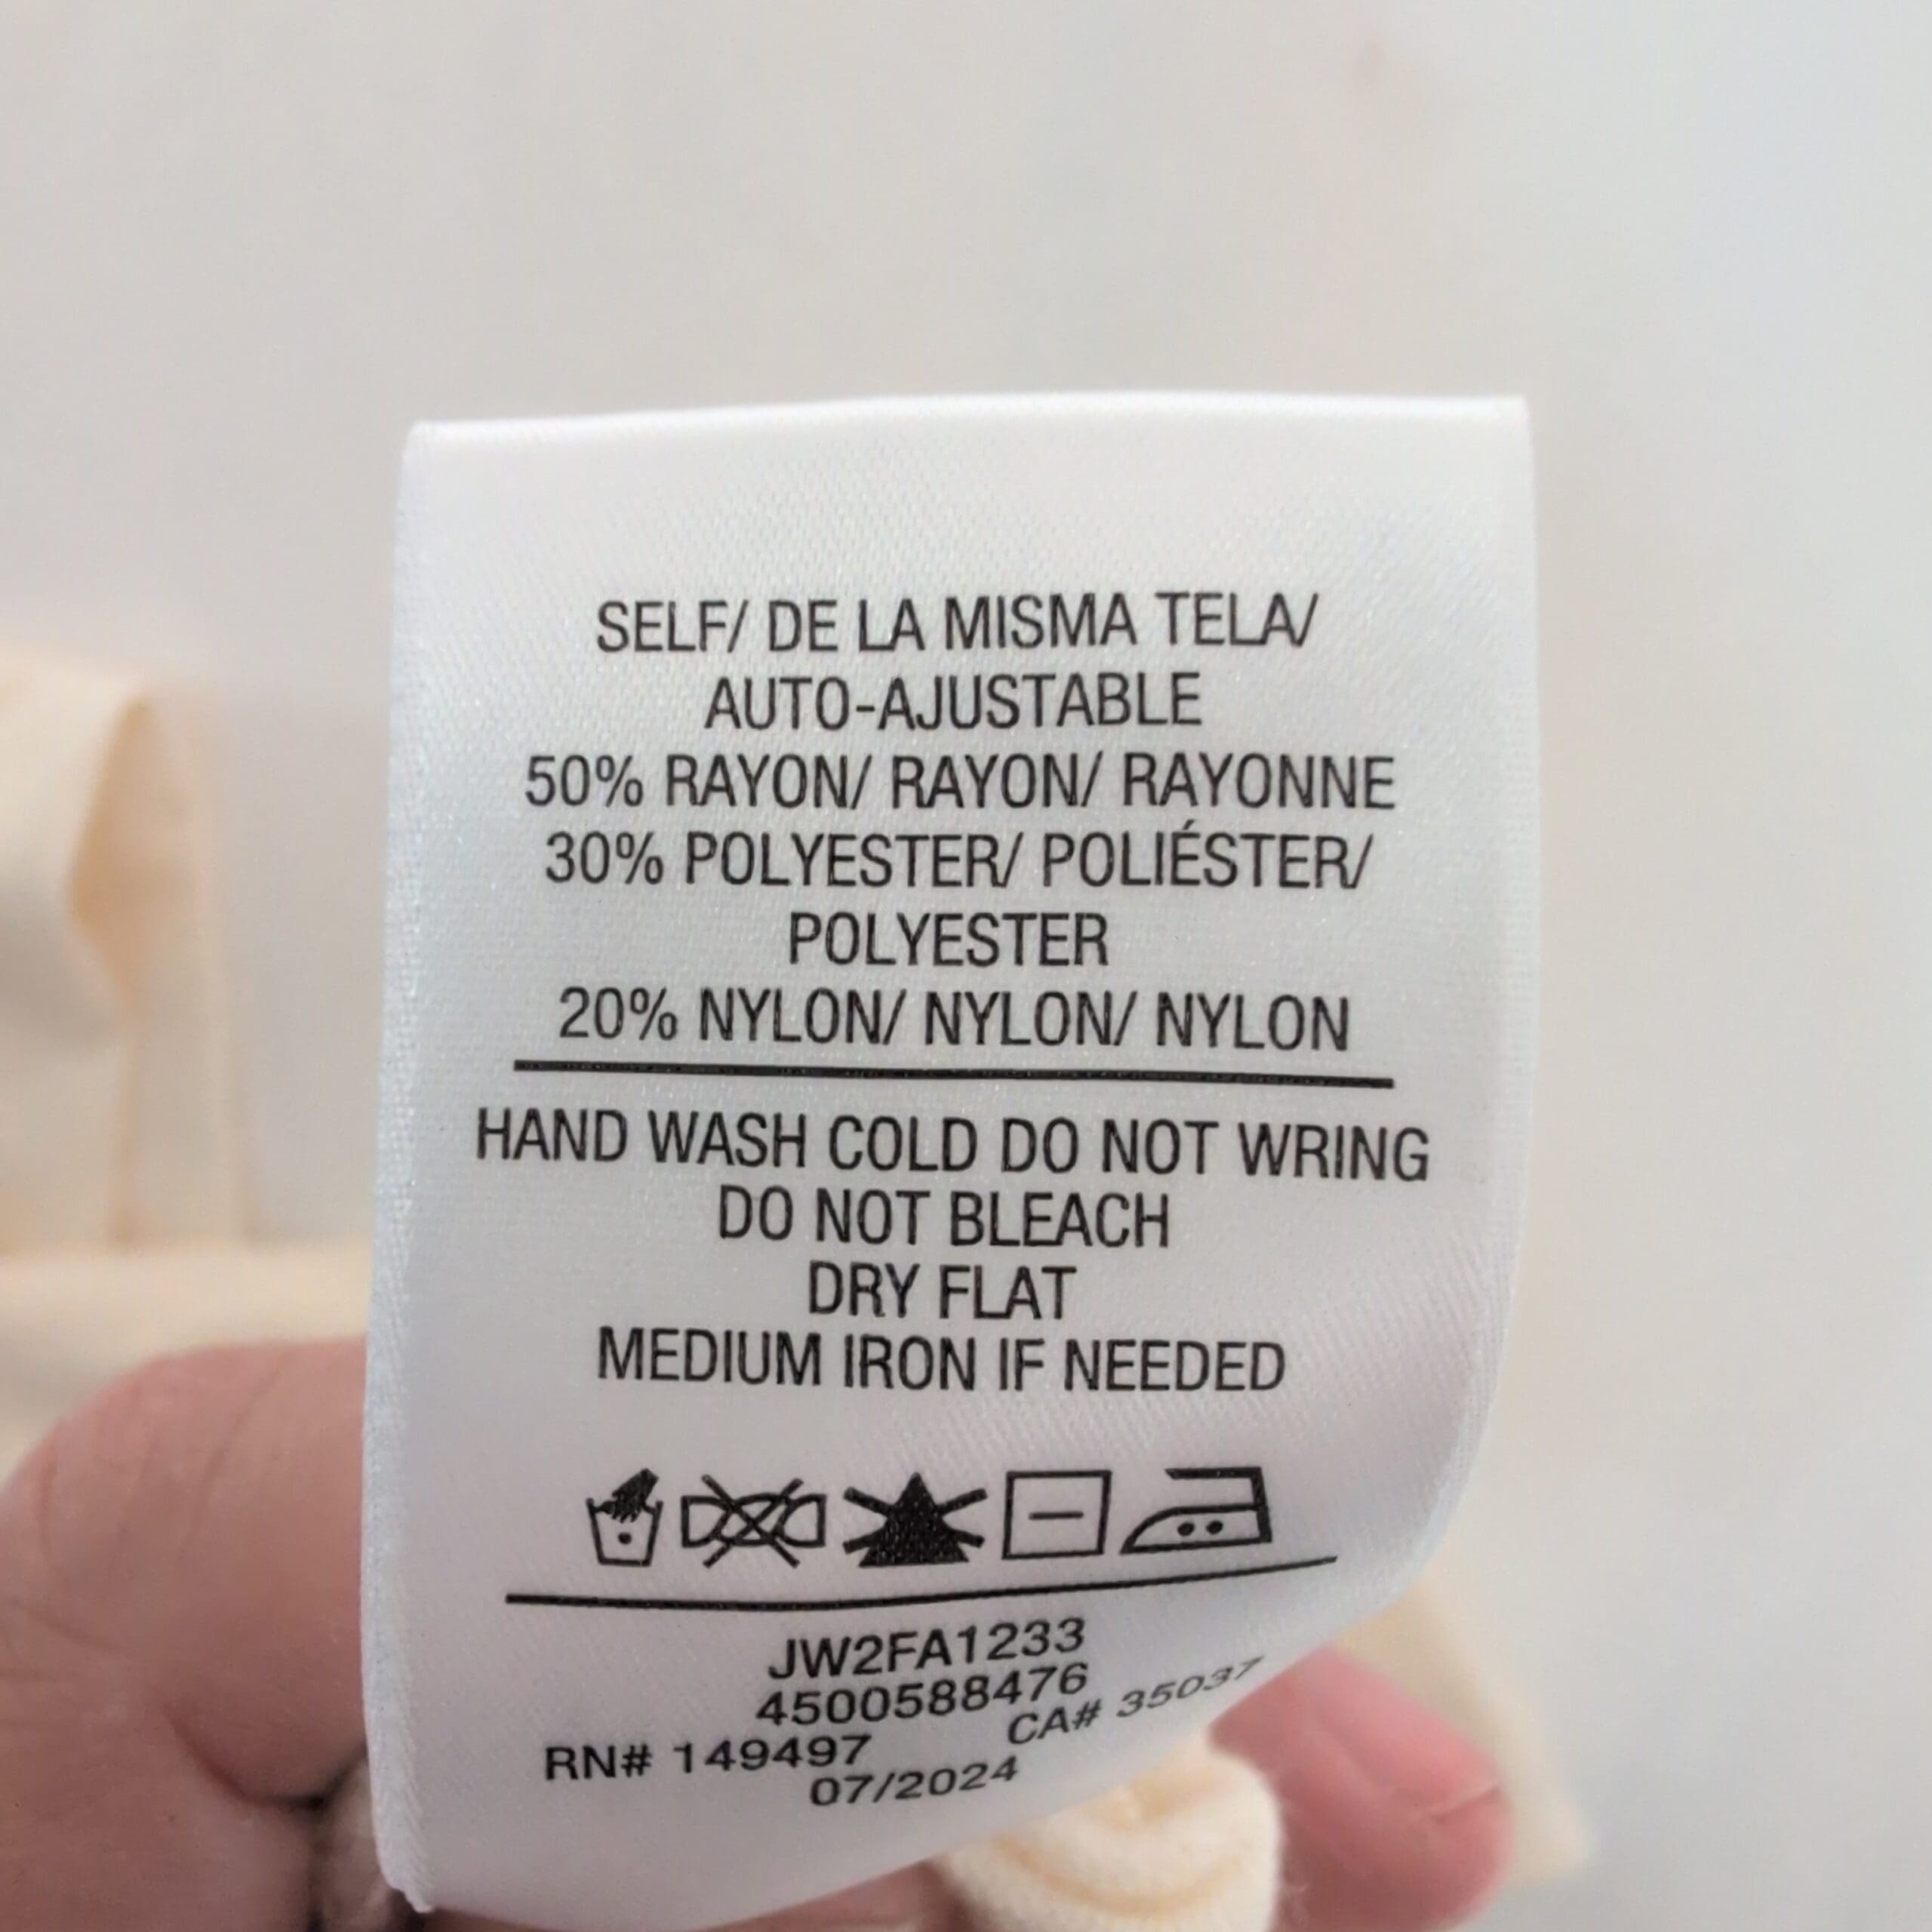 SELF/ DE LA MISMA TELA/
AUTO-AJUSTABLE
50% RAYON/ RAYON/ RAYONNE
30% POLYESTER/ POLIÉSTER/
POLYESTER
20% NYLON/ NYLON/ NYLON
HAND WASH COLD DO NOT WRING
DO NOT BLEACH
DRY FLAT
MEDIUM IRON IF NEEDED
JW2FA1233
4500588476
RN# 149497 CA# 35037
07/2024